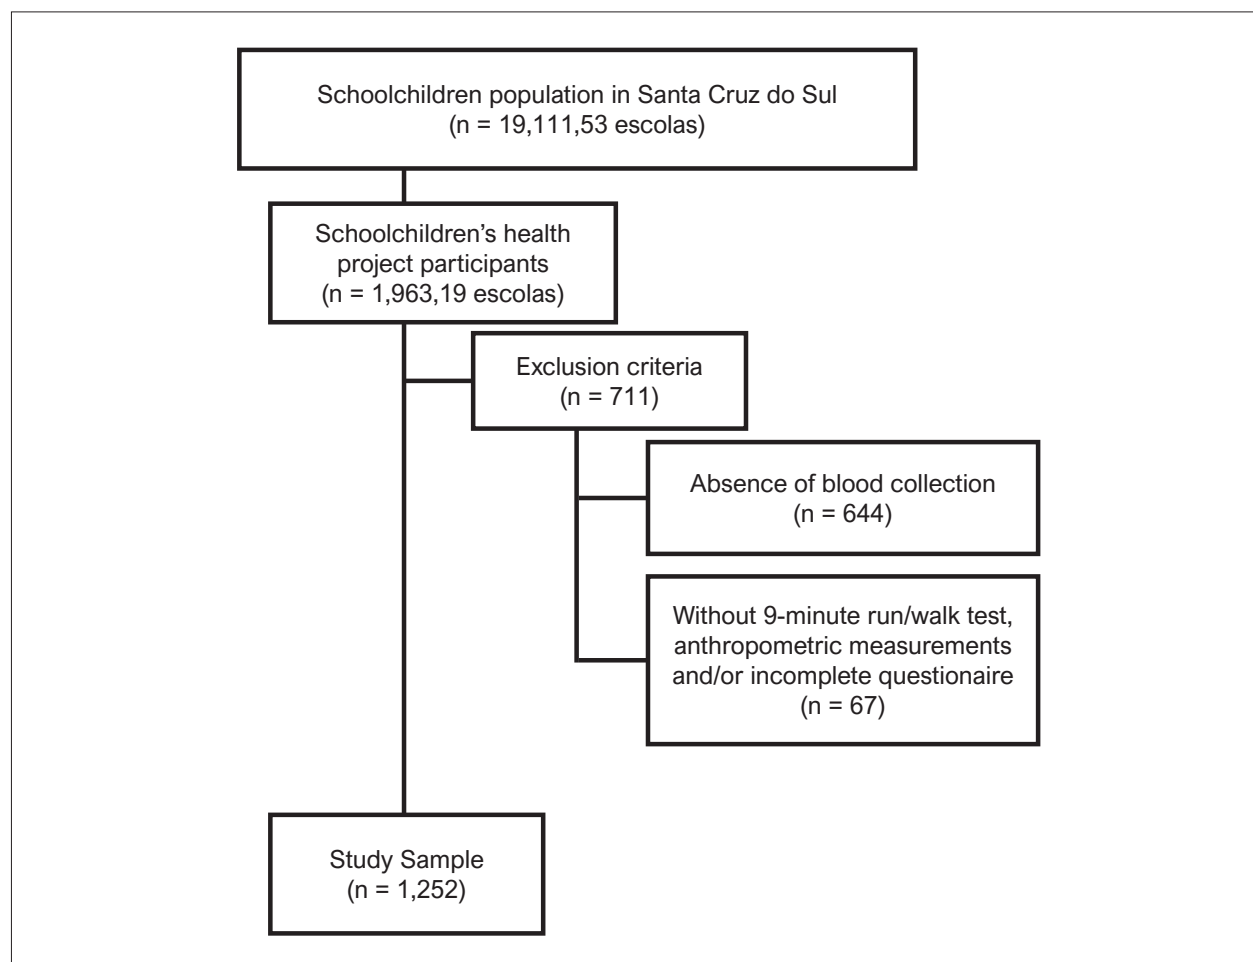 Schoolchildren population in Santa Cruz do Sul
(n = 19,111,53 escolas)
Schoolchildren’s health
project participants
(n = 1,963,19 escolas)
Exclusion criteria
(n = 711)
Absence of blood collection
(n = 644)
Without 9-minute run/walk test,
anthropometric measurements
and/or incomplete questionaire
(n = 67)
Study Sample
(n = 1,252)